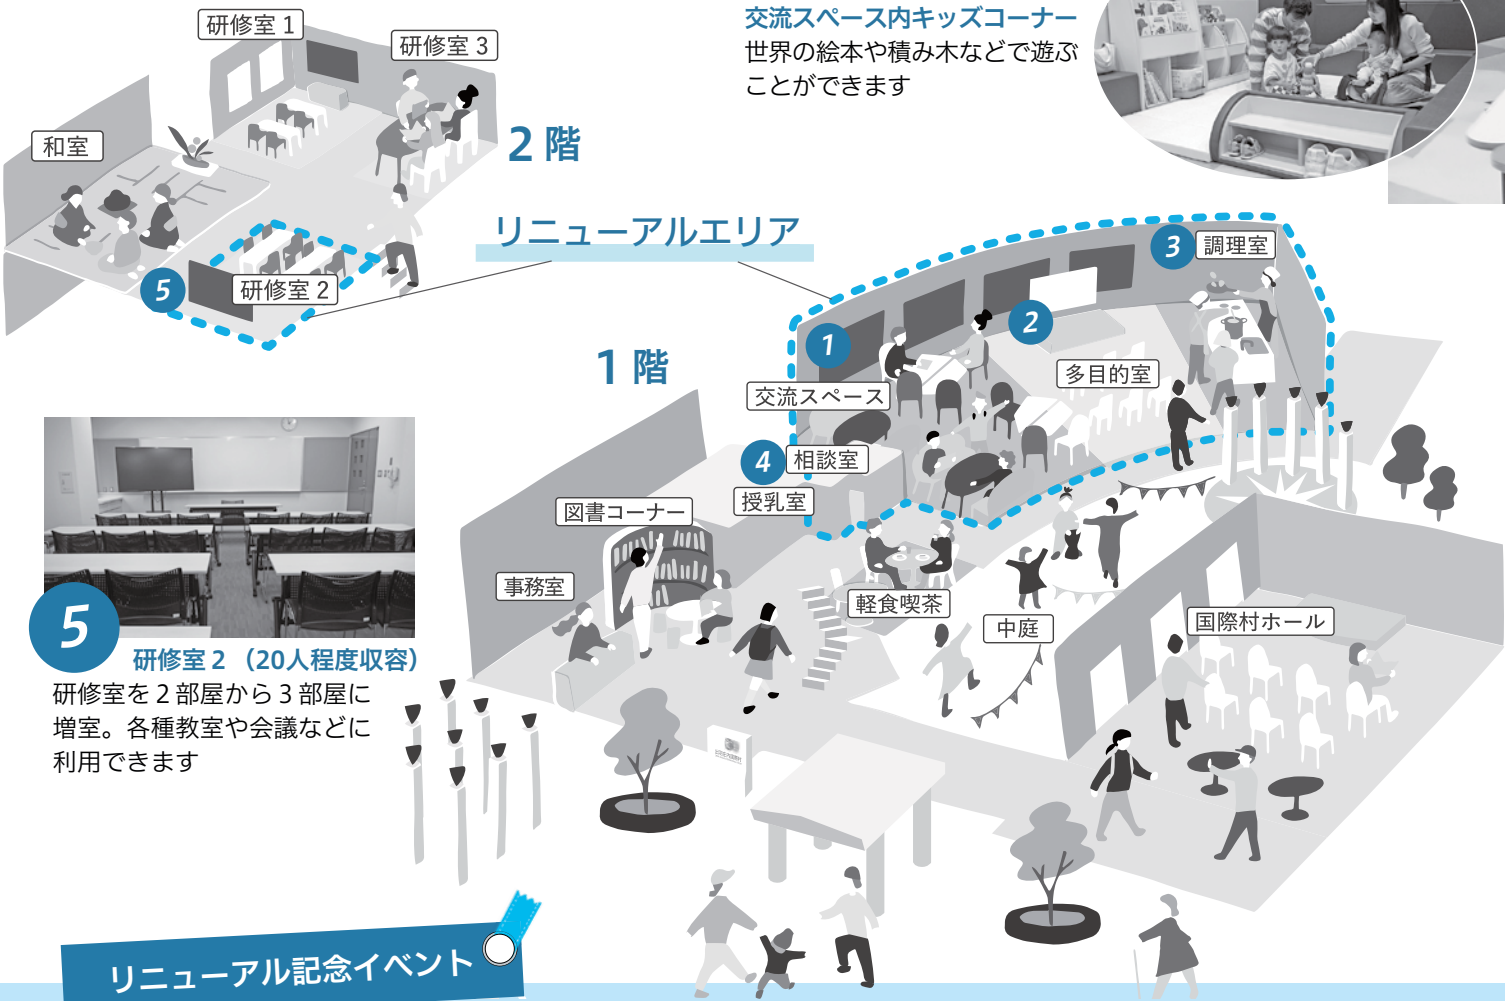 研修室 1
研修室 3
和室
2 階
研修室 2
5
交流スペース内キッズコーナー
世界の絵本や積み木などで遊ぶ
ことができます
リニューアルエリア
3
調理室
1
2
1 階
多目的室
交流スペース
4
相談室
授乳室
図書コーナー
事務室
軽食喫茶
中庭
国際村ホール
5
研修室 2 （20人程度収容）
研修室を 2 部屋から 3 部屋に
増室。各種教室や会議などに
利用できます
リニューアル記念イベント